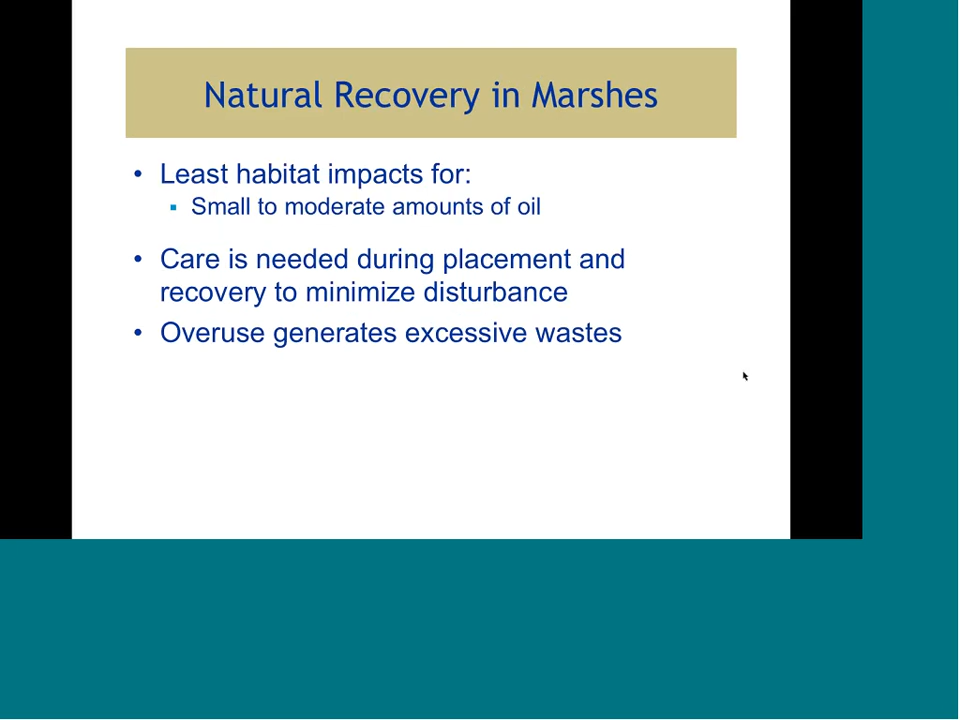 Natural Recovery in Marshes
• Least habitat impacts for:
▪ Small to moderate amounts of oil
• Care is needed during placement and
recovery to minimize disturbance
• Overuse generates excessive wastes